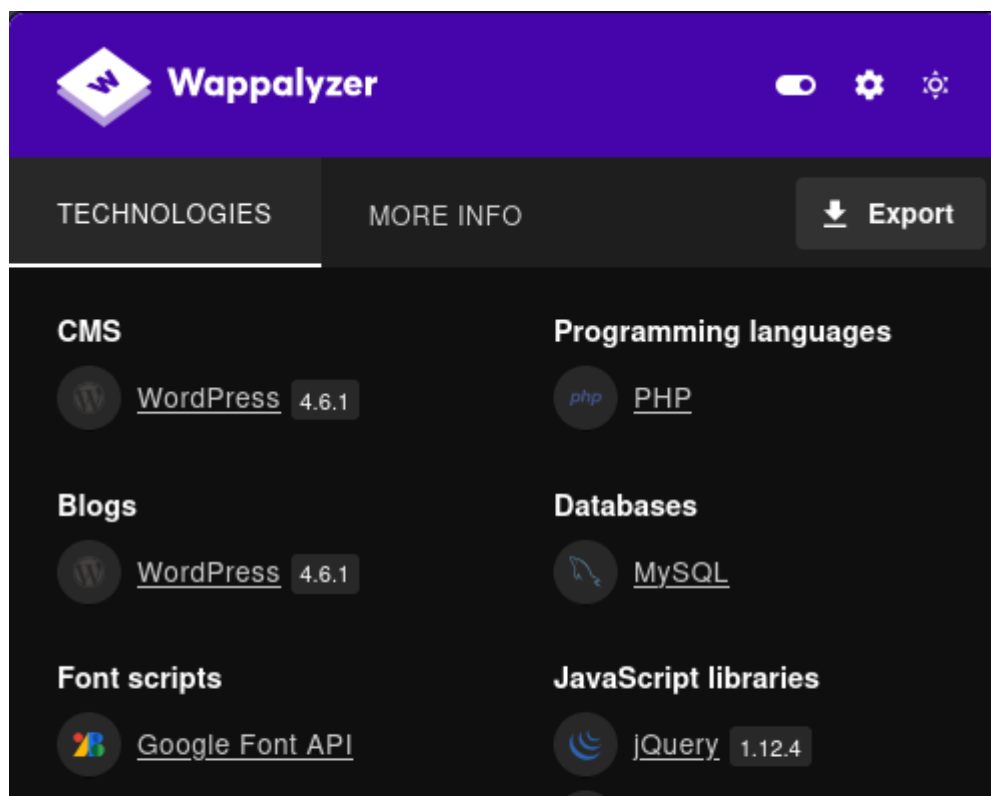 Wappalyzer
TECHNOLOGIES
MORE INFO
Export
CMS
WordPress 4.6.1
Programming languages
php PHP
Blogs
WordPress 4.6.1
Databases
MySQL
Font scripts
Google Font API
JavaScript libraries
jQuery 1.12.4